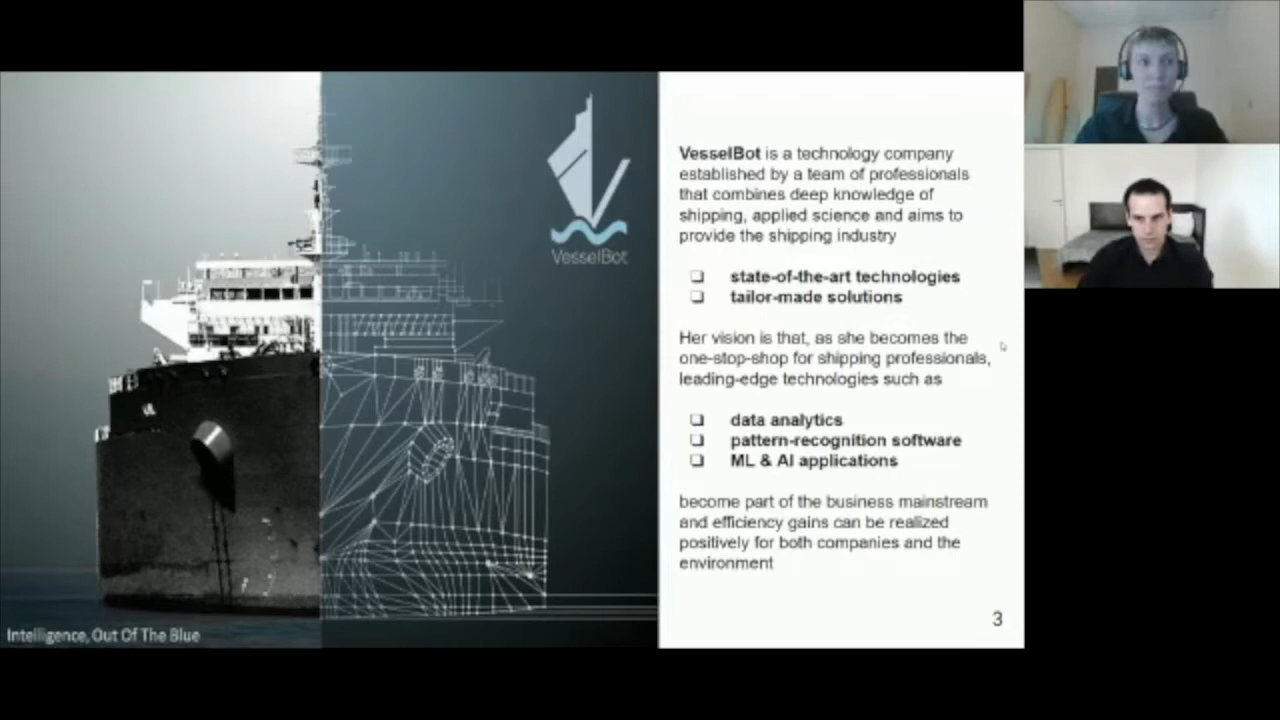 VesselBot
Intelligence, Out Of The Blue
VesselBot is a technology company
established by a team of professionals
that combines deep knowledge of
shipping, applied science and aims to
provide the shipping industry
❑ state-of-the-art technologies
❑ tailor-made solutions
Her vision is that, as she becomes the
one-stop-shop for shipping professionals,
leading-edge technologies such as
❑ data analytics
❑ pattern-recognition software
❑ ML & AI applications
become part of the business mainstream
and efficiency gains can be realized
positively for both companies and the
environment
3